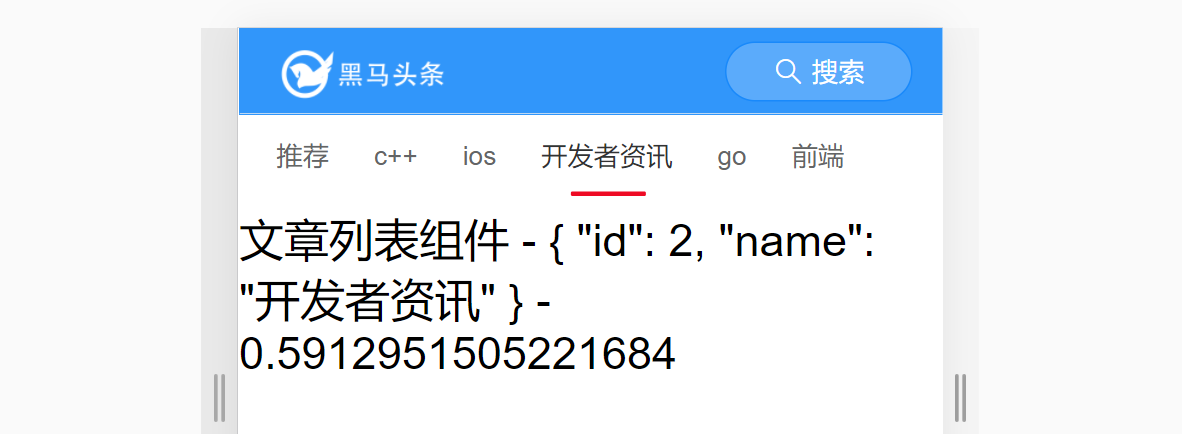 黑马头条 搜索
推荐 c++ ios 开发者资讯 go 前端
文章列表组件 - { "id": 2, "name":
"开发者资讯" } -
0.5912951505221684